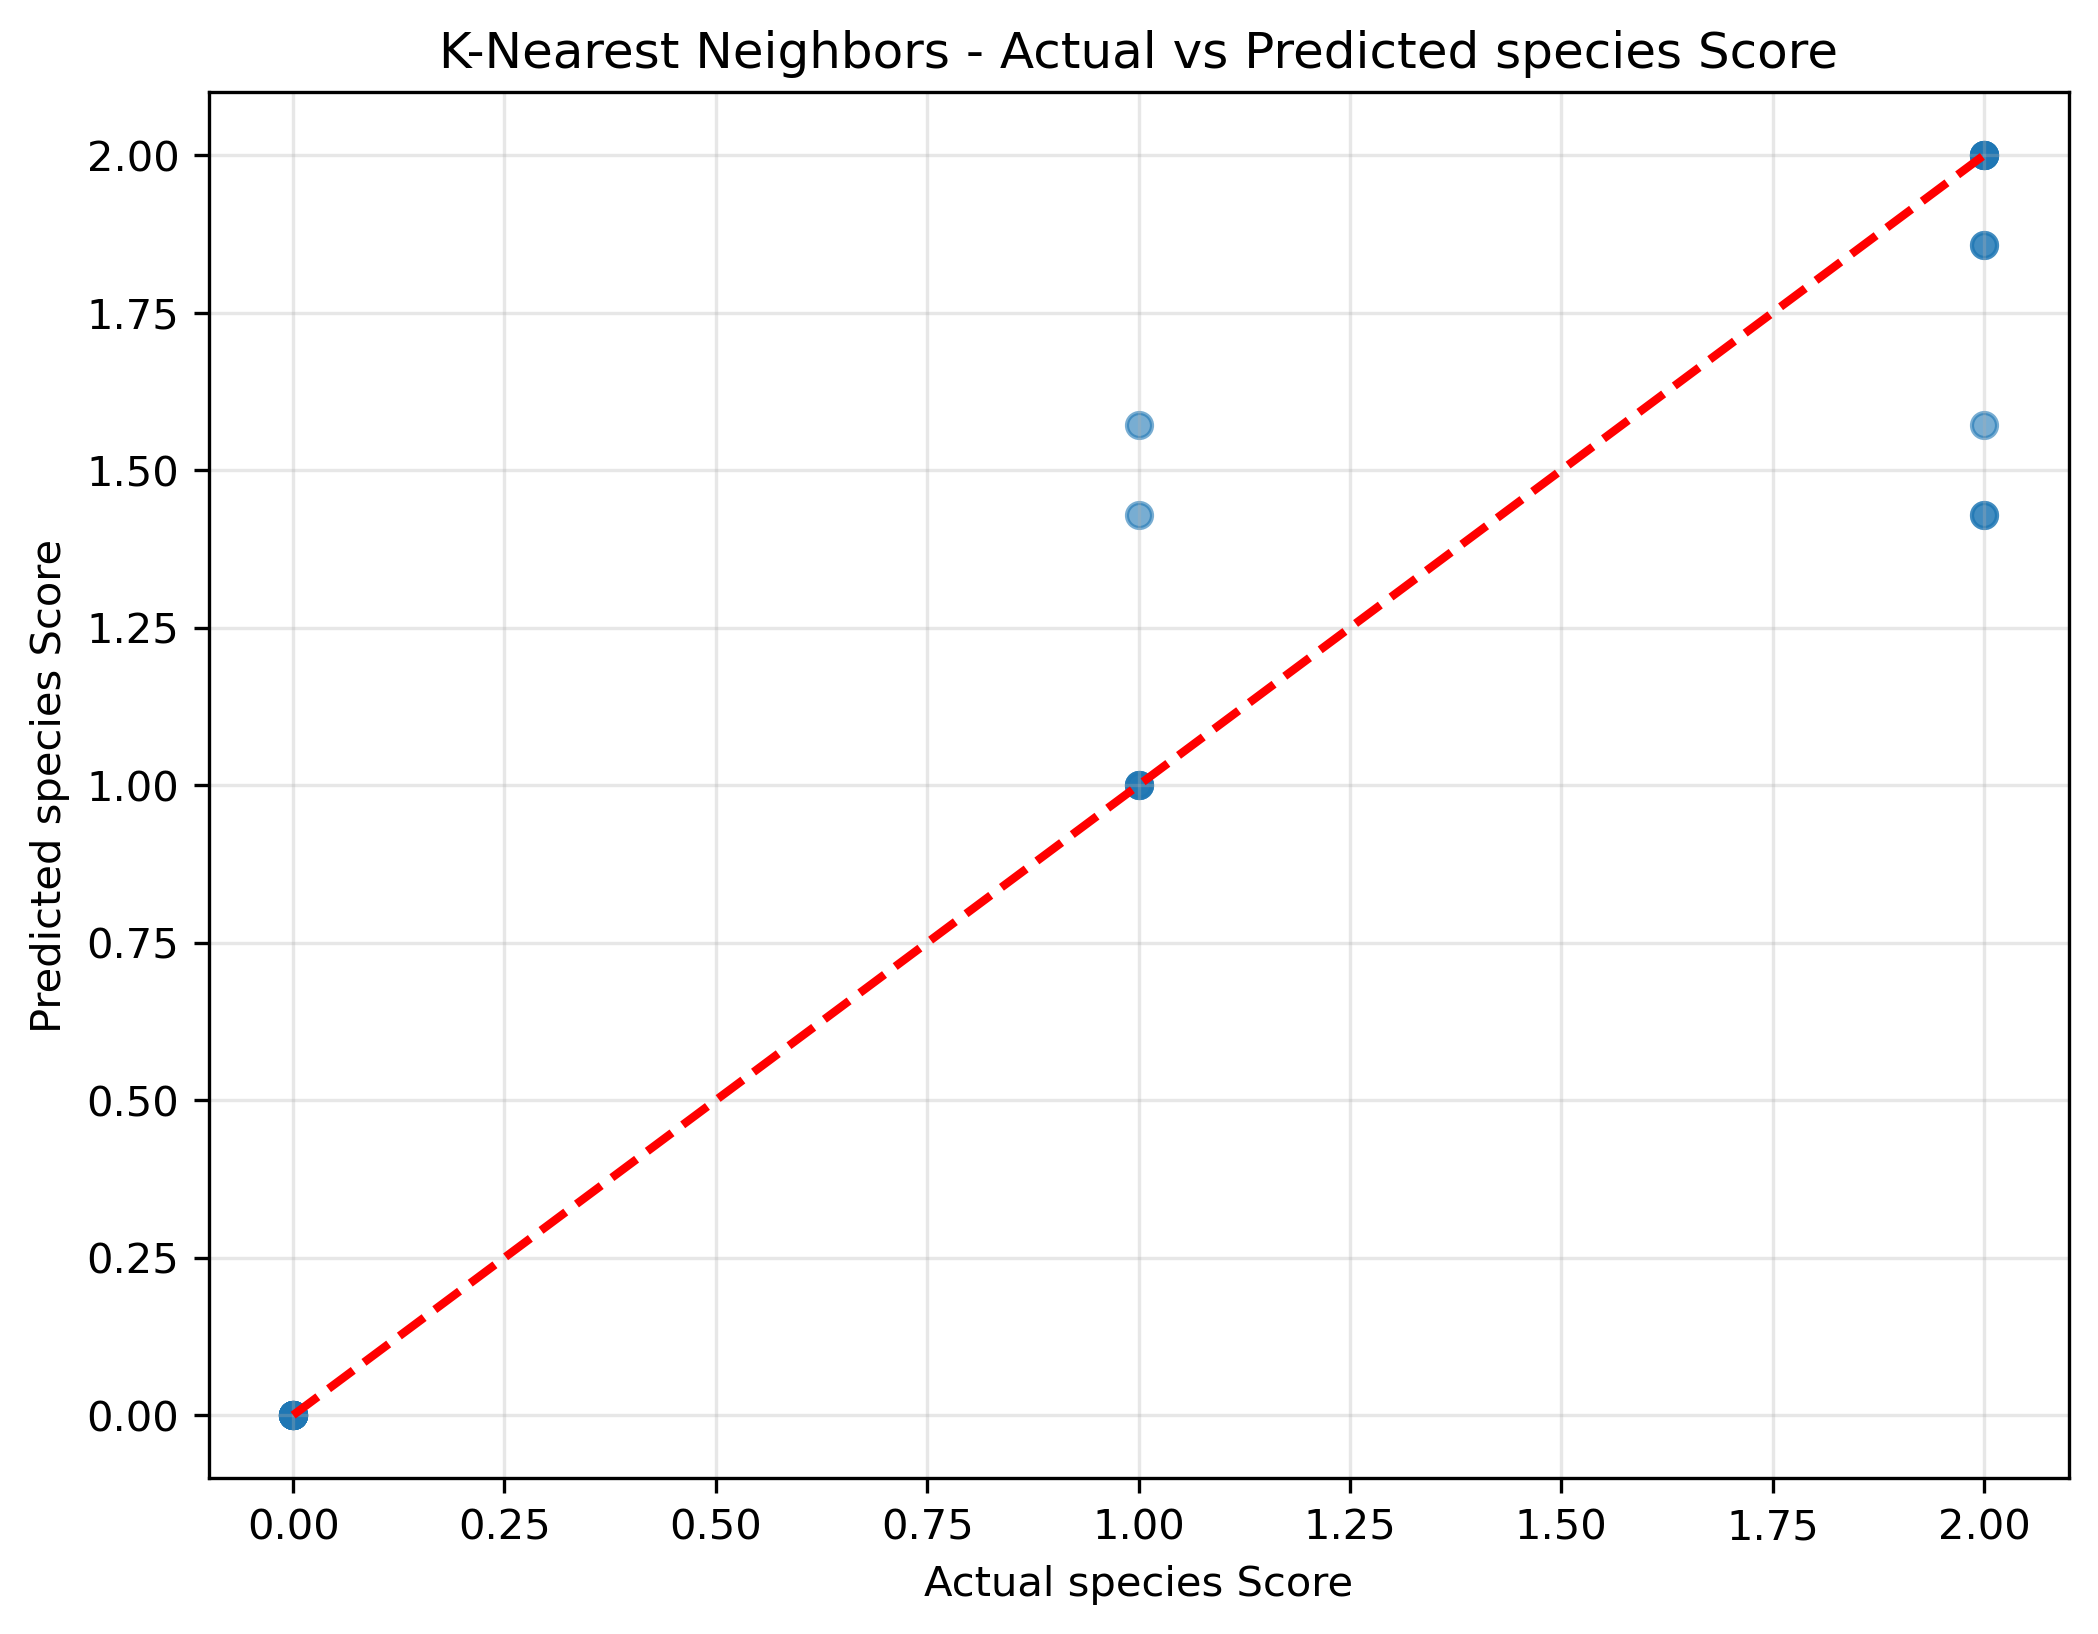 K-Nearest Neighbors - Actual vs Predicted species Score
2.00
1.75
1.50
1.25
1.00
0.75
0.50
0.25
0.00
Predicted species Score
0.00 0.25 0.50 0.75 1.00 1.25 1.50 1.75 2.00
Actual species Score